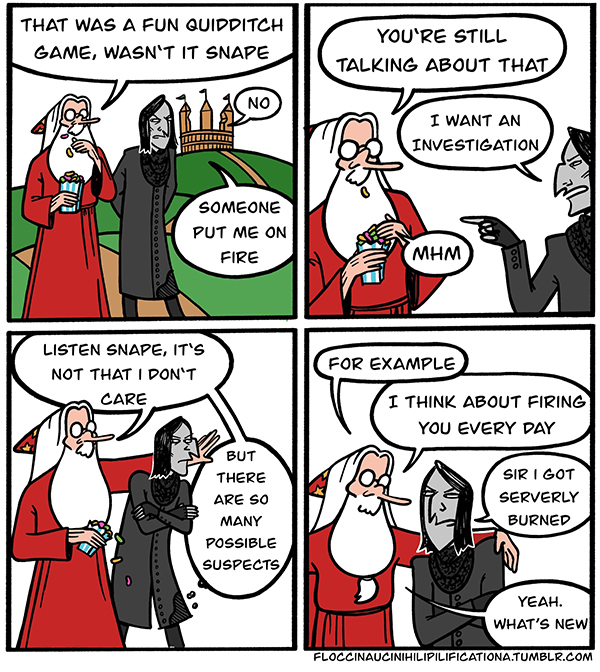 THAT WAS A FUN QUIDDITCH
GAME, WASN'T IT SNAPE
NO
SOMEONE
PUT ME ON
FIRE
YOU'RE STILL
TALKING ABOUT THAT
I WANT AN
INVESTIGATION
MHM
LISTEN SNAPE, IT'S
NOT THAT I DON'T
CARE
BUT
THERE
ARE SO
MANY
POSSIBLE
SUSPECTS
FOR EXAMPLE
I THINK ABOUT FIRING
YOU EVERY DAY
SIR I GOT
SERVERLY
BURNED
YEAH.
WHAT'S NEW
FLOCCINAUCINIHILIPILIFICATIONA.TUMBLR.COM